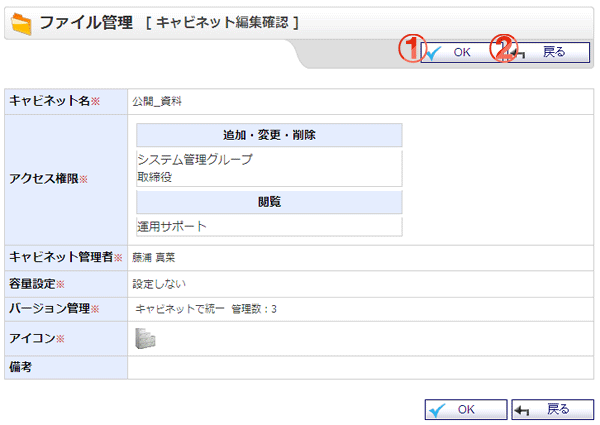 ファイル管理 [ キャビネット編集確認 ]
① OK ② 戻る
キャビネット名※ 公開_資料
アクセス権限※
追加・変更・削除
システム管理グループ
取締役
閲覧
運用サポート
キャビネット管理者※ 藤浦 真菜
容量設定※ 設定しない
バージョン管理※ キャビネットで統一 管理数:3
アイコン※
備考
OK 戻る